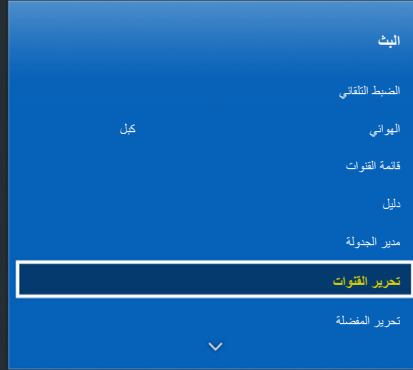 البث
الضبط التلقائي
الهوائي كبل
قائمة القنوات
دليل
مدير الجدولة
تحرير القنوات
تحرير المفضلة